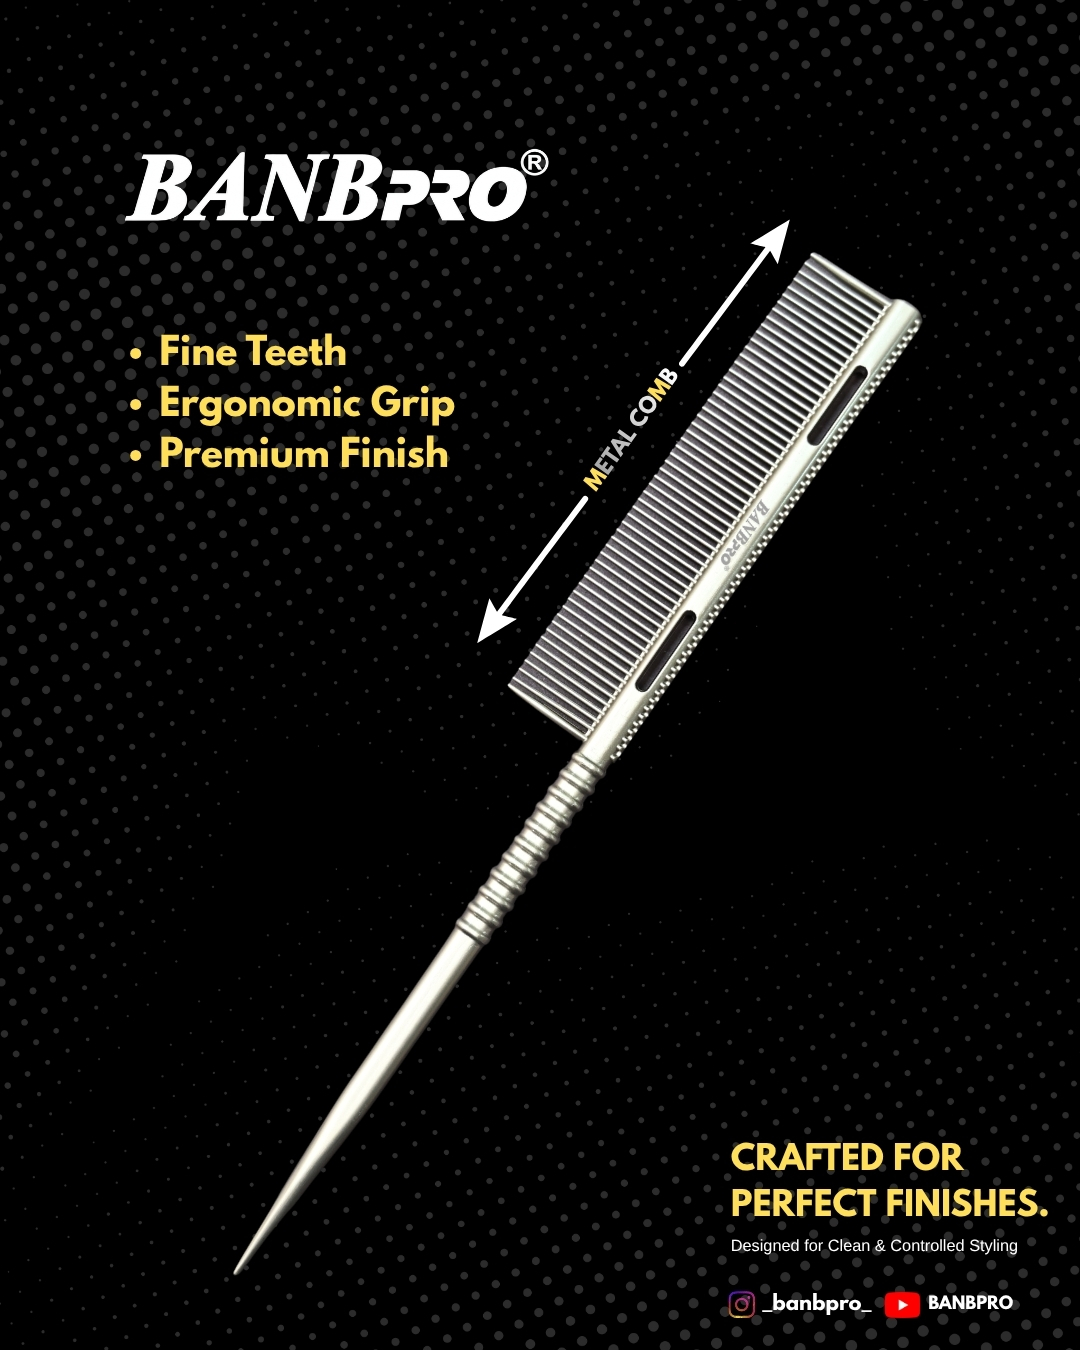 BANBPRO®
• Fine Teeth
• Ergonomic Grip
• Premium Finish
METAL COMB
BANBPRO®
CRAFTED FOR
PERFECT FINISHES.
Designed for Clean & Controlled Styling
_banbpro_ BANBPRO